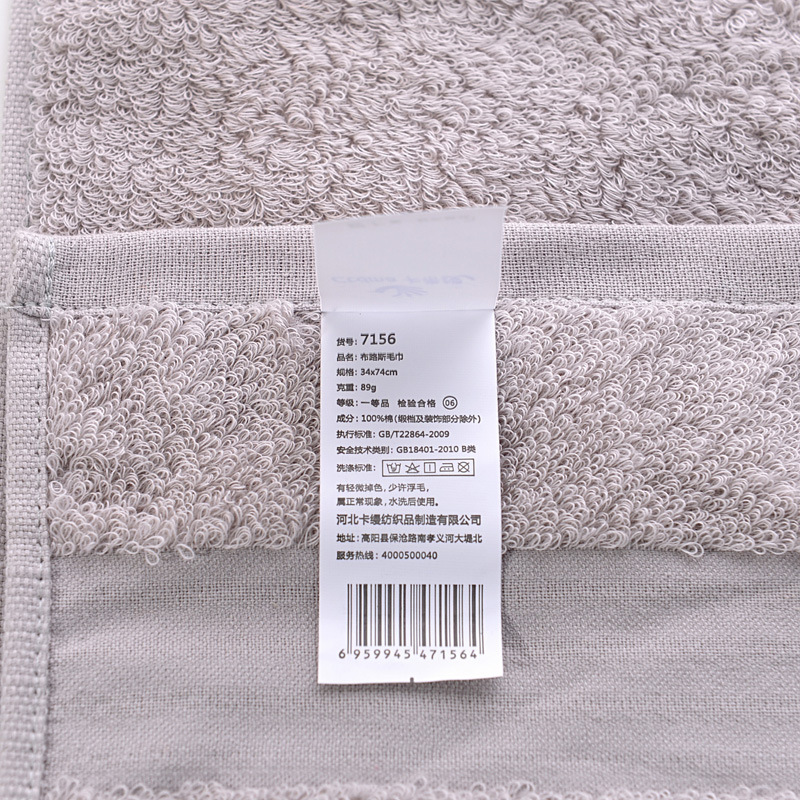 货号: 7156
品名: 布路斯毛巾
规格: 34x74cm
克重: 89g
等级: 一等品 检验合格 06
成分: 100%棉(缎档及装饰部分除外)
执行标准: GB/T22864-2009
安全技术类别: GB18401-2010 B类
洗涤标准:
有轻微掉色，少许浮毛，
属正常现象，水洗后使用。
河北卡缦纺织品制造有限公司
地址: 高阳县保沧路南孝义河大堤北
服务热线: 4000500040
6 959945 471564